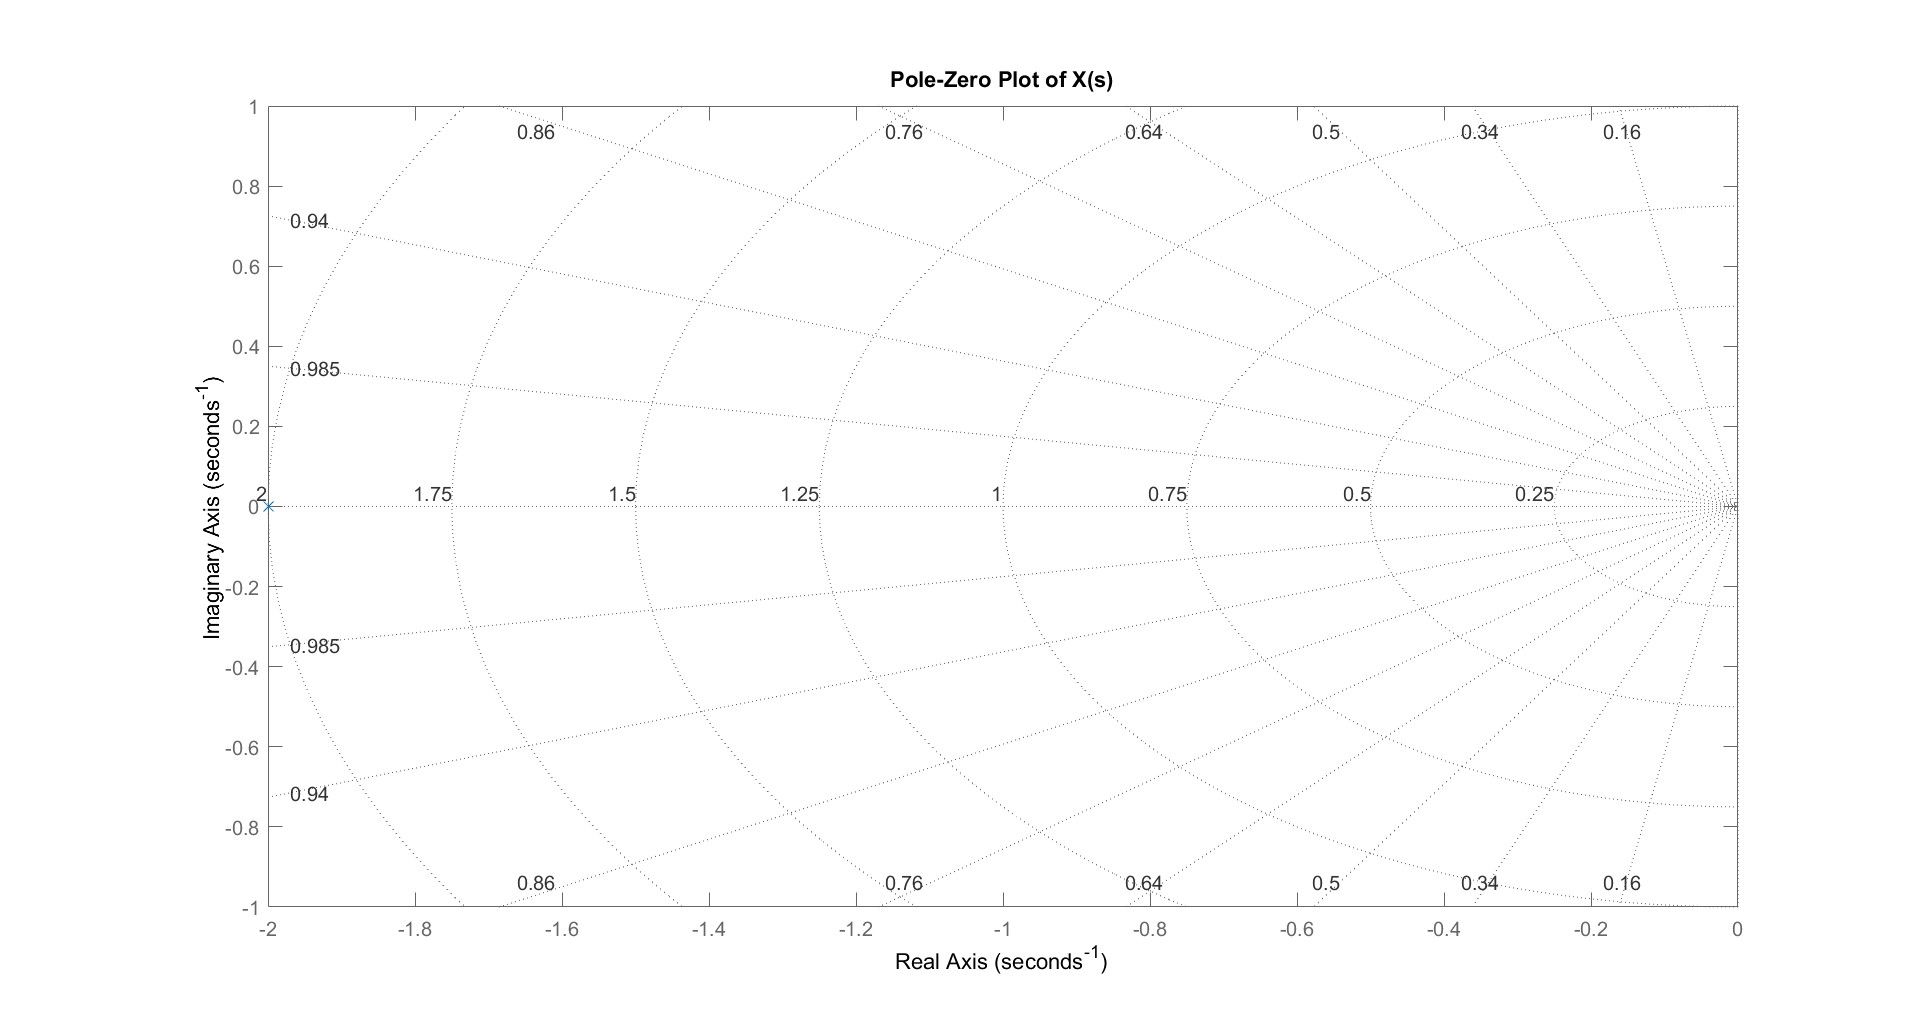 Pole-Zero Plot of X(s)
1
0.86 0.76 0.64 0.5 0.34 0.16
0.8
0.94
0.6
0.4
0.985
0.2
2 1.75 1.5 1.25 1 0.75 0.5 0.25
0
-0.2
0.985
-0.4
-0.6
0.94
-0.8
0.86 0.76 0.64 0.5 0.34 0.16
-1
-2 -1.8 -1.6 -1.4 -1.2 -1 -0.8 -0.6 -0.4 -0.2 0
Real Axis (seconds⁻¹)
Imaginary Axis (seconds⁻¹)